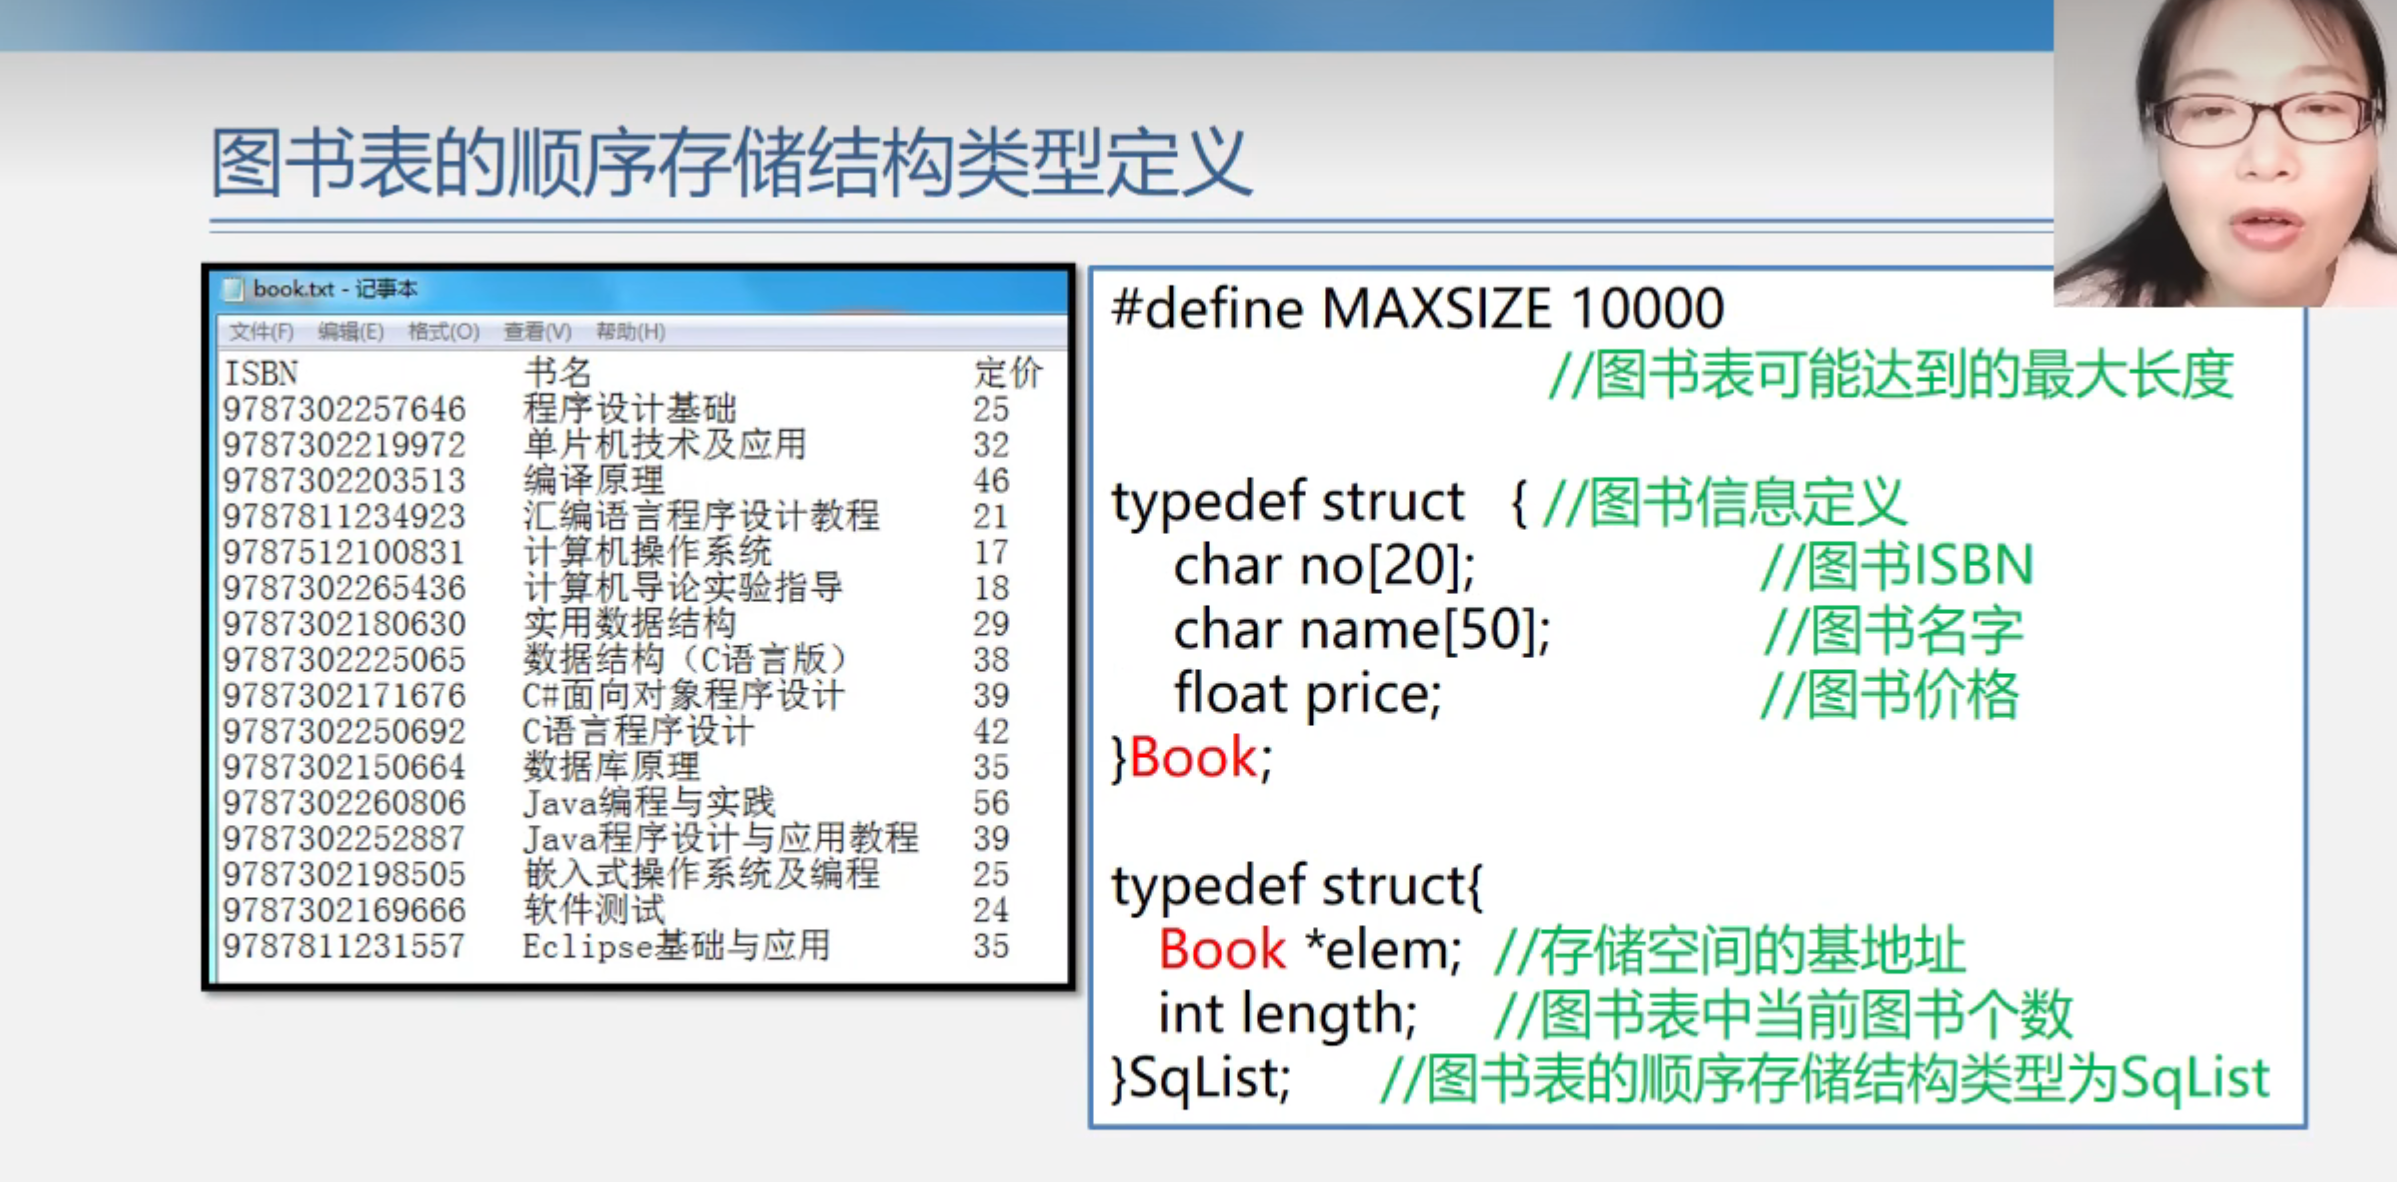 图书表的顺序存储结构类型定义
book.txt - 记事本
文件(F) 编辑(E) 格式(O) 查看(V) 帮助(H)
ISBN 书名 定价
9787302257646 程序设计基础 25
9787302219972 单片机技术及应用 32
9787302203513 编译原理 46
9787811234923 汇编语言程序设计教程 21
9787512100831 计算机操作系统 17
9787302265436 计算机导论实验指导 18
9787302180630 实用数据结构 29
9787302225065 数据结构（C语言版） 38
9787302171676 C#面向对象程序设计 39
9787302250692 C语言程序设计 42
9787302150664 数据库原理 35
9787302260806 Java编程与实践 56
9787302252887 Java程序设计与应用教程 39
9787302198505 嵌入式操作系统及编程 25
9787302169666 软件测试 24
9787811231557 Eclipse基础与应用 35
#define MAXSIZE 10000
//图书表可能达到的最大长度
typedef struct { //图书信息定义
char no[20]; //图书ISBN
char name[50]; //图书名字
float price; //图书价格
}Book;
typedef struct{
Book *elem; //存储空间的基地址
int length; //图书表中当前图书个数
}SqList; //图书表的顺序存储结构类型为SqList